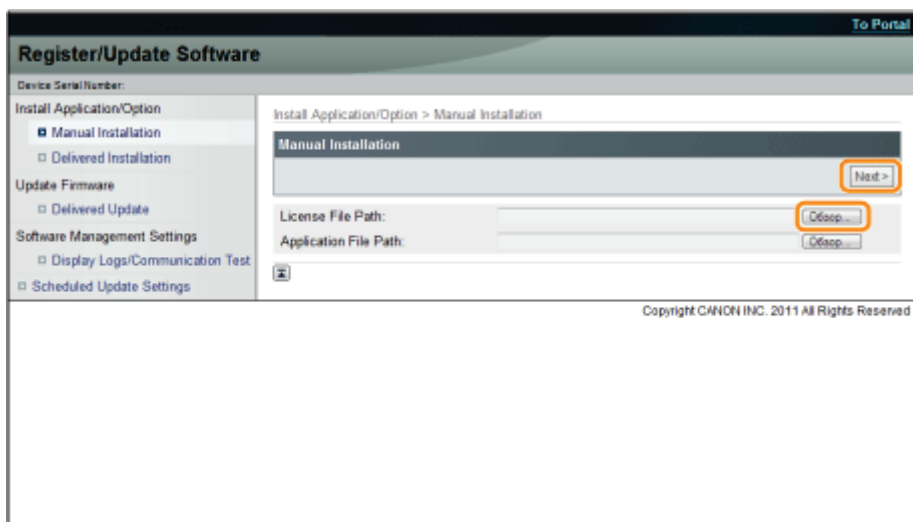 To Portal
Register/Update Software
Device Serial Number:
Install Application/Option
Manual Installation
Delivered Installation
Update Firmware
Delivered Update
Software Management Settings
Display Logs/Communication Test
Scheduled Update Settings
Install Application/Option > Manual Installation
Manual Installation
Next >
License File Path: Обзор...
Application File Path: Обзор...
Copyright CANON INC. 2011 All Rights Reserved